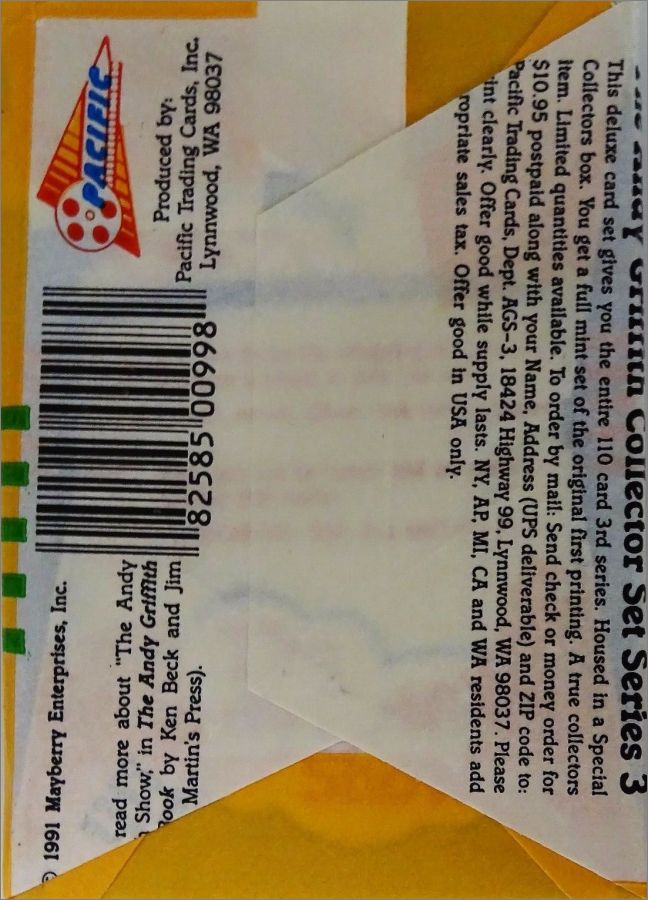 Griffith Collector Set Series 3
This deluxe card set gives you the entire 110 card 3rd series. Housed in a Special
Collectors box. You get a full mint set of the original first printing. A true collectors
item. Limited quantities available. To order by mail: Send check or money order for
$10.95 postpaid along with your Name, Address (UPS deliverable) and ZIP code to:
Pacific Trading Cards, Dept. AGS-3, 18424 Highway 99, Lynnwood, WA 98037. Please
int clearly. Offer good while supply lasts. NY, AP, MI, CA and WA residents add
ropriate sales tax. Offer good in USA only.
PACIFIC
Produced by:
Pacific Trading Cards, Inc.
Lynnwood, WA 98037
82585 00998
© 1991 Mayberry Enterprises, Inc.
read more about "The Andy
Show," in The Andy Griffith
Book by Ken Beck and Jim
Martin's Press).